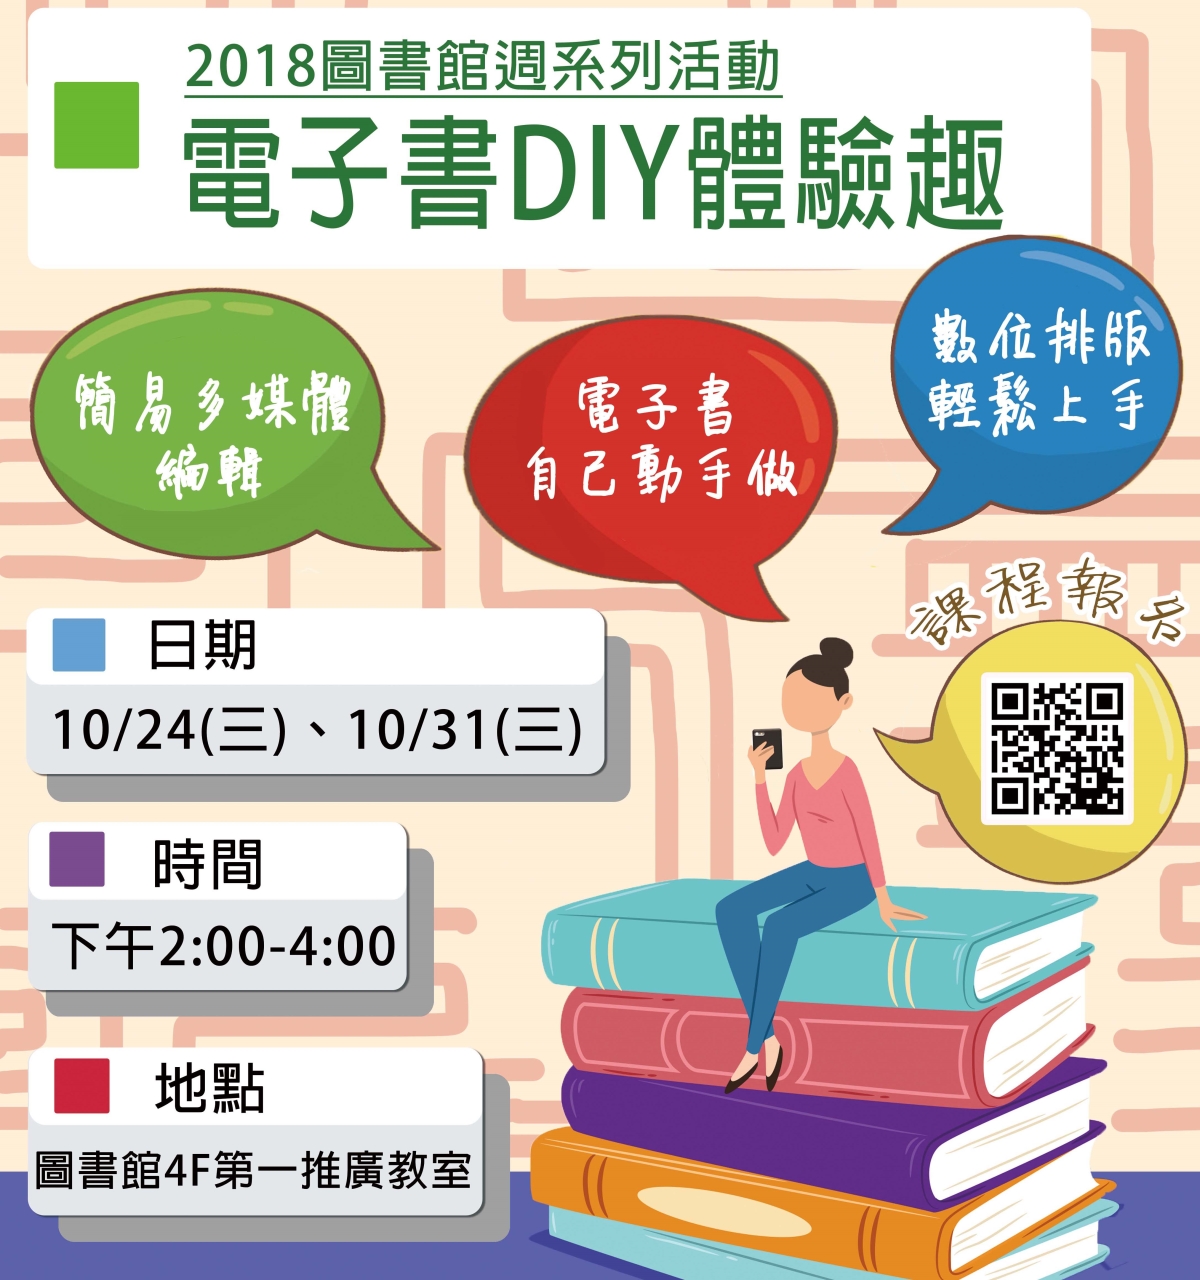 2018圖書館週系列活動
電子書DIY體驗趣
簡易多媒體
編輯
電子書
自己動手做
數位排版
輕鬆上手
課程報名
日期
10/24(三)、10/31(三)
時間
下午2:00-4:00
地點
圖書館4F第一推廣教室